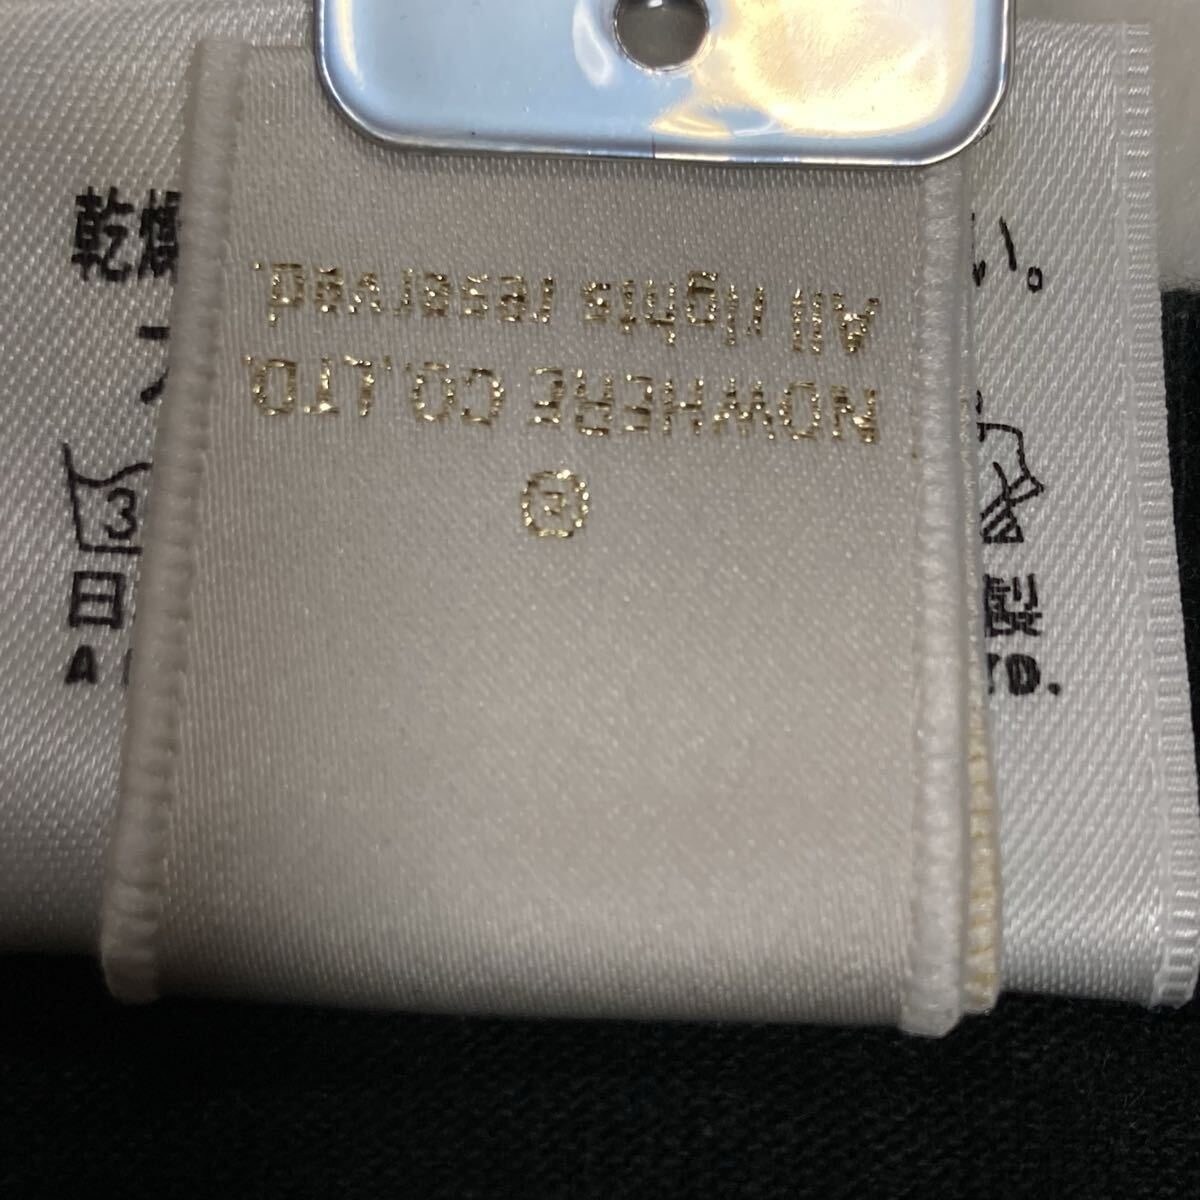 乾燥 い。
3
日 製
A TD.
NOWHERE CO.,LTD.
All rights reserved.